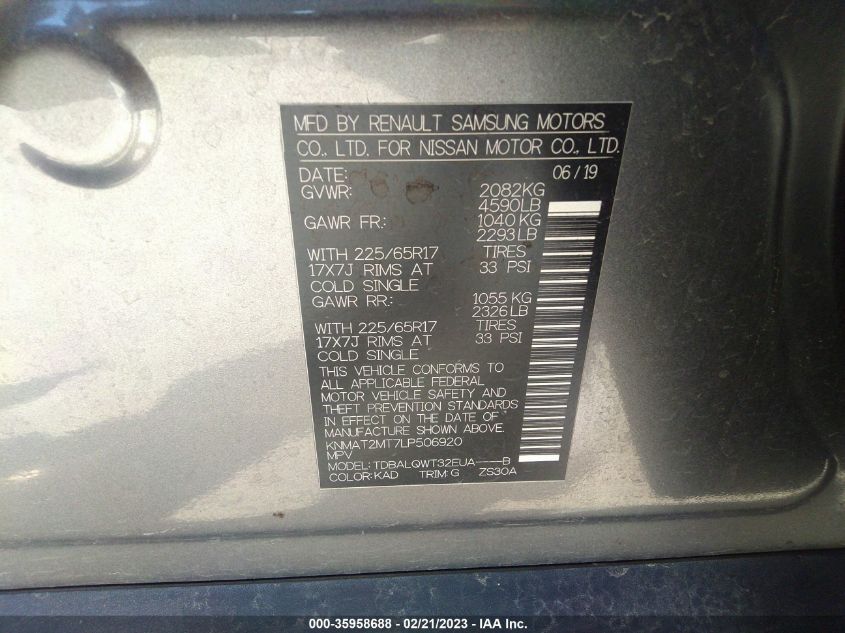 MFD BY RENAULT SAMSUNG MOTORS
CO., LTD. FOR NISSAN MOTOR CO., LTD.
DATE: 06/19
GVWR: 2082KG
4590LB
GAWR FR.: 1040KG
2293LB
WITH 225/65R17 TIRES
17X7J RIMS AT 33 PSI
COLD SINGLE
GAWR RR.: 1055KG
2326LB
WITH 225/65R17 TIRES
17X7J RIMS AT 33 PSI
COLD SINGLE
THIS VEHICLE CONFORMS TO
ALL APPLICABLE FEDERAL
MOTOR VEHICLE SAFETY AND
THEFT PREVENTION STANDARDS
IN EFFECT ON THE DATE OF
MANUFACTURE SHOWN ABOVE.
KNMAT2MT7LP506920
MPV
MODEL: TDBALQWT32EUA----B
COLOR: KAD TRIM: G ZS30A
000-35958688 - 02/21/2023 - IAA Inc.